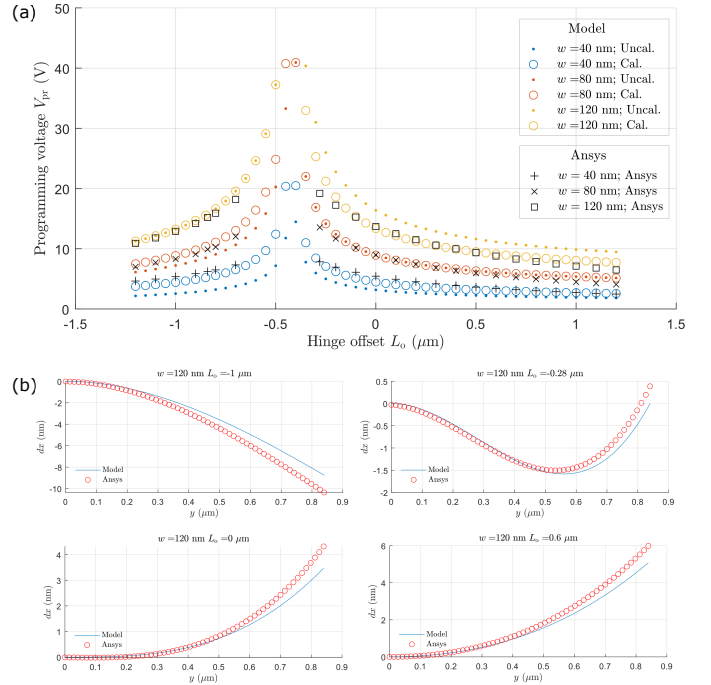 (a)
50
40
30
20
10
0
Programming voltage Vpr (V)
-1.5
-1
-0.5
0
0.5
1
1.5
Hinge offset Lo (μm)
Model
w =40 nm; Uncal.
w =40 nm; Cal.
w =80 nm; Uncal.
w =80 nm; Cal.
w =120 nm; Uncal.
w =120 nm; Cal.
Ansys
w = 40 nm; Ansys
w = 80 nm; Ansys
w = 120 nm; Ansys
(b)
w =120 nm Lo =-1 μm
0
-2
-4
-6
-8
-10
dx (nm)
Model
Ansys
0 0.1 0.2 0.3 0.4 0.5 0.6 0.7 0.8 0.9
y (μm)
w =120 nm Lo =-0.28 μm
0.5
0
-0.5
-1
-1.5
-2
dx (nm)
Model
Ansys
0 0.1 0.2 0.3 0.4 0.5 0.6 0.7 0.8 0.9
y (μm)
w =120 nm Lo =0 μm
4
3
2
1
0
dx (nm)
Model
Ansys
0 0.1 0.2 0.3 0.4 0.5 0.6 0.7 0.8 0.9
y (μm)
w =120 nm Lo =0.6 μm
6
4
2
0
dx (nm)
Model
Ansys
0 0.1 0.2 0.3 0.4 0.5 0.6 0.7 0.8 0.9
y (μm)